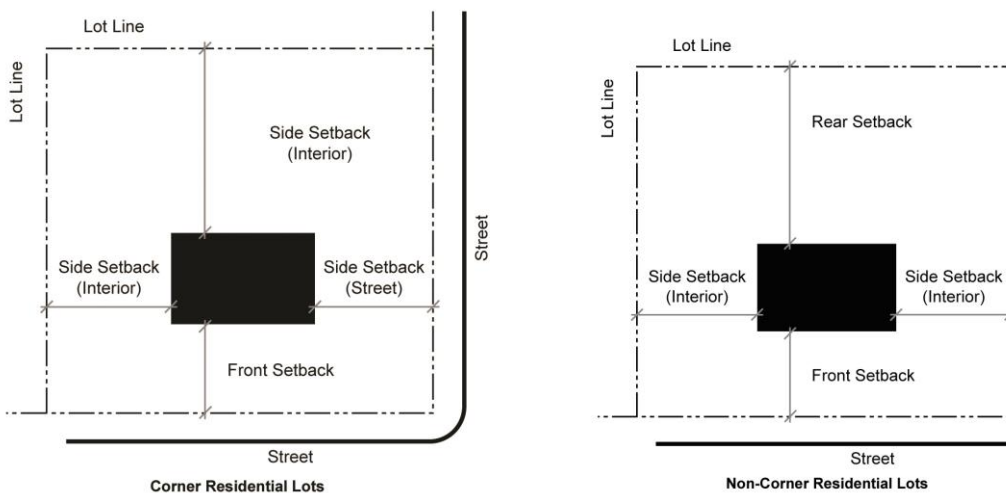 Lot Line
Lot Line
Side Setback
(Interior)
Side Setback
(Interior)
Side Setback
(Street)
Street
Front Setback
Street
Corner Residential Lots
Lot Line
Lot Line
Rear Setback
Side Setback
(Interior)
Side Setback
(Interior)
Front Setback
Street
Non-Corner Residential Lots